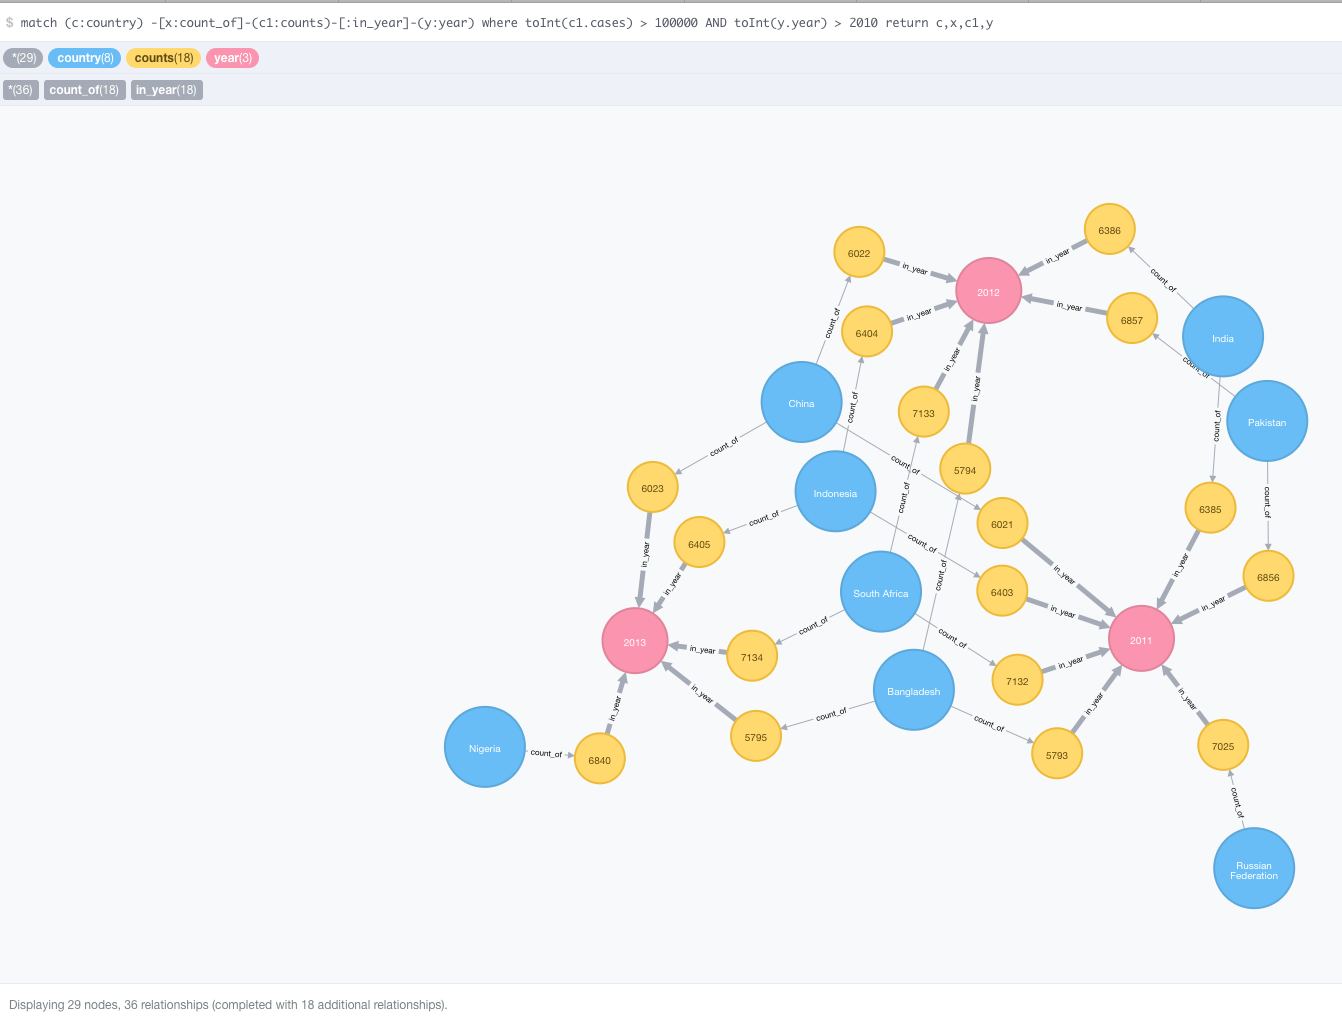 $ match (c:country) -[x:count_of]-(c1:counts)-[:in_year]-(y:year) where toInt(c1.cases) > 100000 AND toInt(y.year) > 2010 return c,x,c1,y
*(29) country(8) counts(18) year(3)
*(36) count_of(18) in_year(18)
6386
6022
in_year
in_year
count_of
2012
in_year
6857
count_of
in_year
6404
India
count_of
in_year
Pakistan
China
in_year
count_of
7133
count_of
count_of
count_of
5794
6023
Indonesia
count_of
count_of
6385
count_of
6021
6405
count_of
in_year
in_year
in_year
6856
in_year
count_of
South Africa
6403
in_year
in_year
count_of
count_of
2013
2011
in_year
7134
in_year
7132
Bangladesh
in_year
in_year
in_year
in_year
count_of
count_of
5795
Nigeria
count_of
6840
5793
7025
count_of
Russian
Federation
Displaying 29 nodes, 36 relationships (completed with 18 additional relationships).